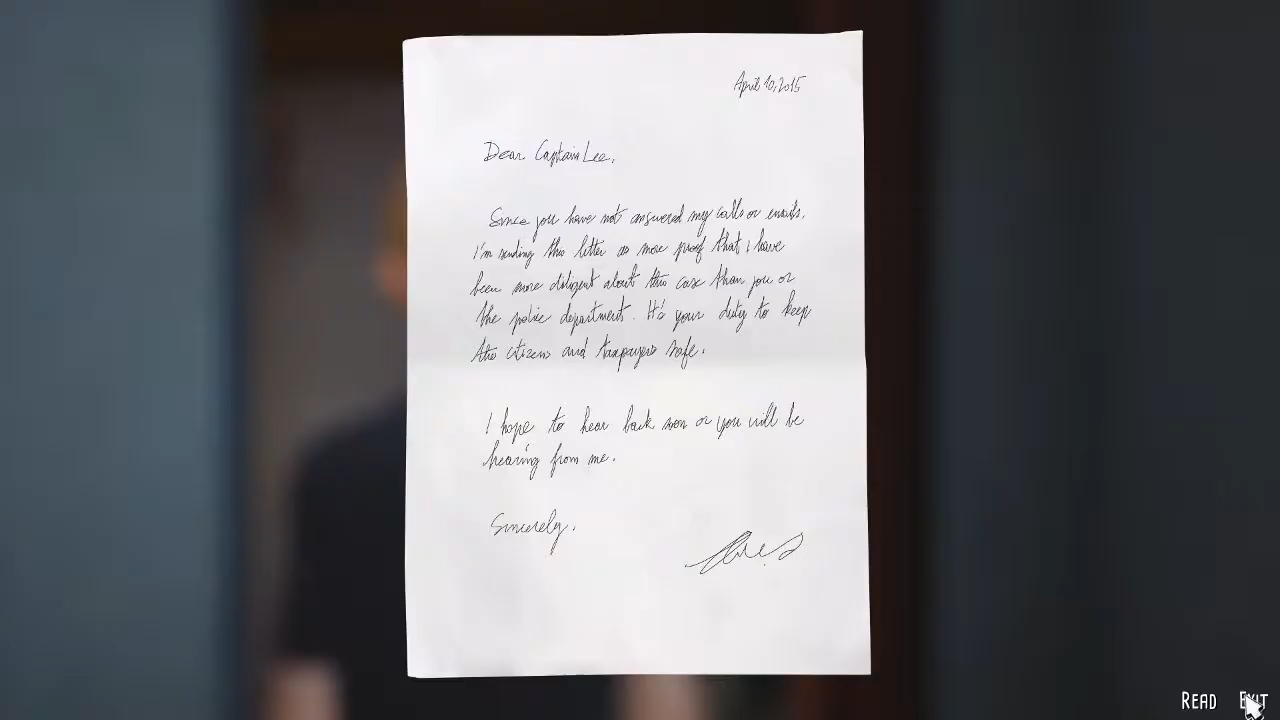 April 10, 2015
Dear Captain Lee,
Since you have not answered my calls or emails,
I'm sending this letter as more proof that I have
been more diligent about this case than you or
the police department. It's your duty to keep
the citizens and taxpayers safe.
I hope to hear back soon or you will be
hearing from me.
Sincerely,
READ EXIT